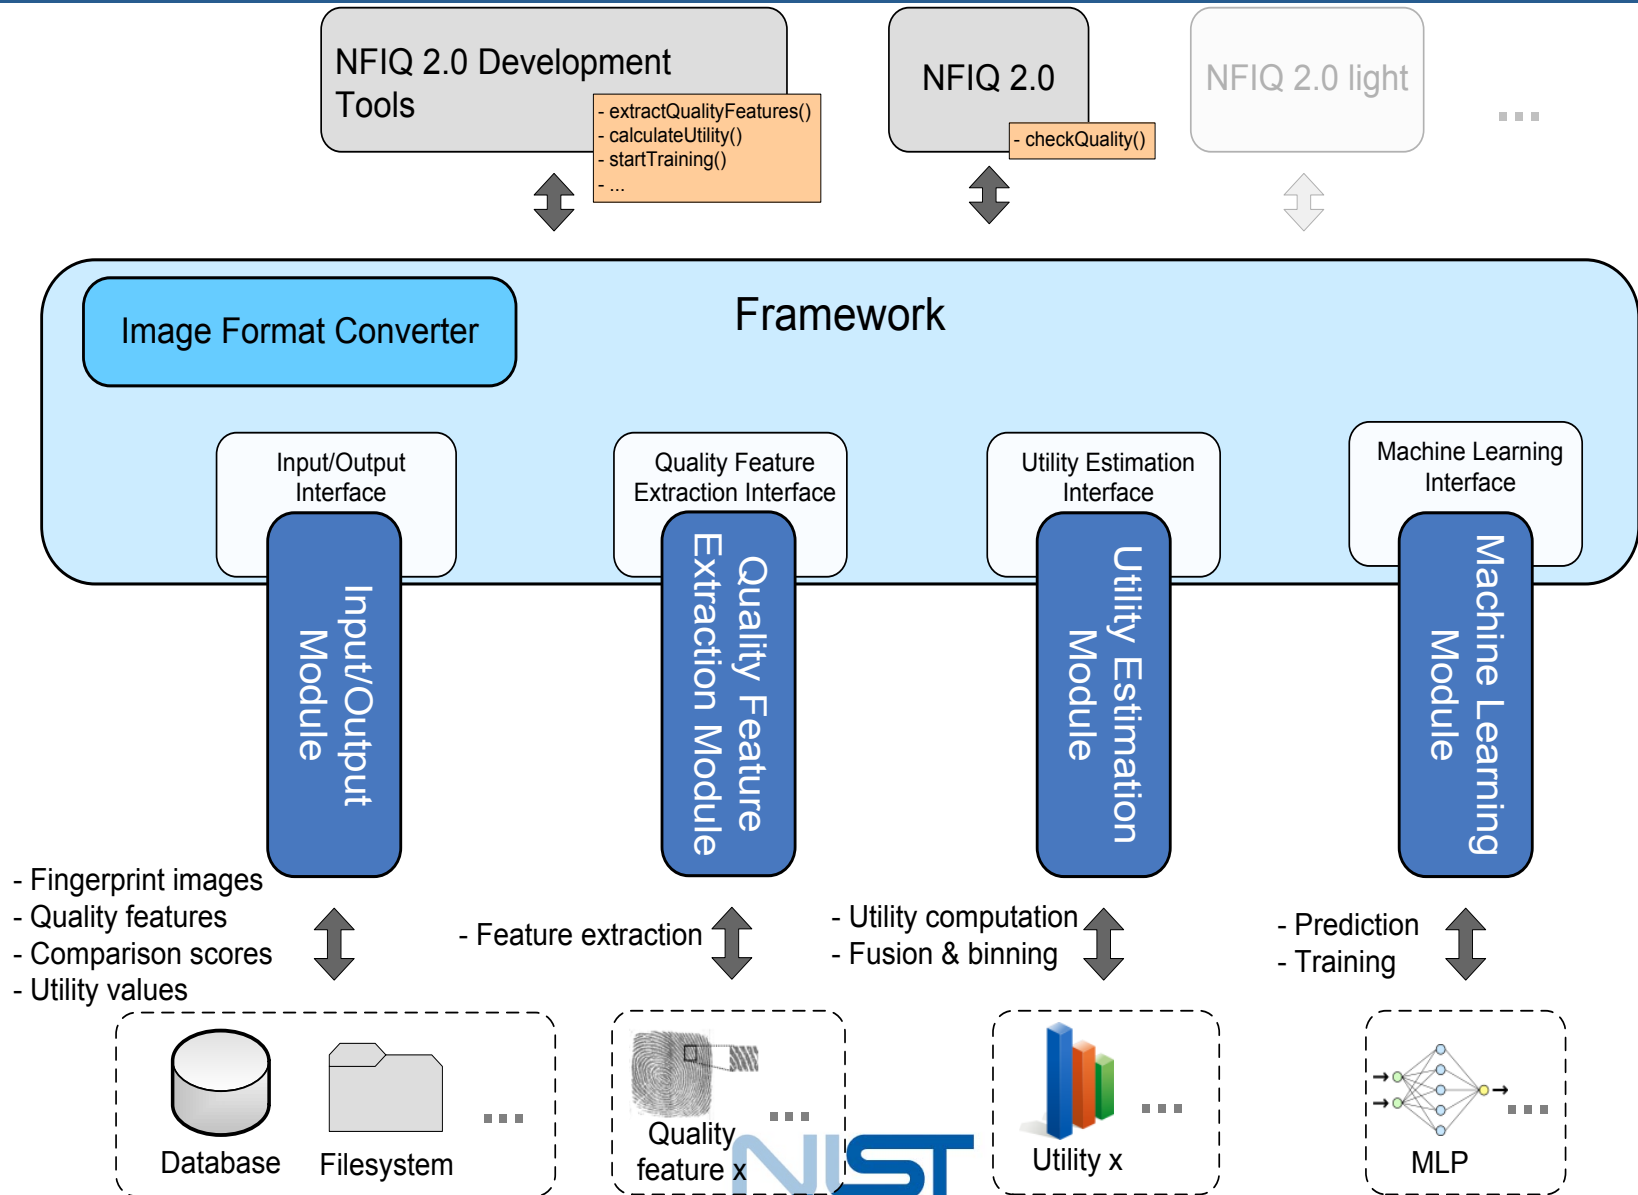 NFIQ 2.0 Development
Tools
- extractQualityFeatures()
- calculateUtility()
- startTraining()
- ...
NFIQ 2.0
- checkQuality()
NFIQ 2.0 light
...
Framework
Image Format Converter
Input/Output
Interface
Quality Feature
Extraction Interface
Utility Estimation
Interface
Machine Learning
Interface
Input/Output
Module
Quality Feature
Extraction Module
Utility Estimation
Module
Machine Learning
Module
- Fingerprint images
- Quality features
- Comparison scores
- Utility values
- Feature extraction
- Utility computation
- Fusion & binning
- Prediction
- Training
Database
Filesystem
...
Quality
feature x
...
Utility x
...
MLP
...
NIST